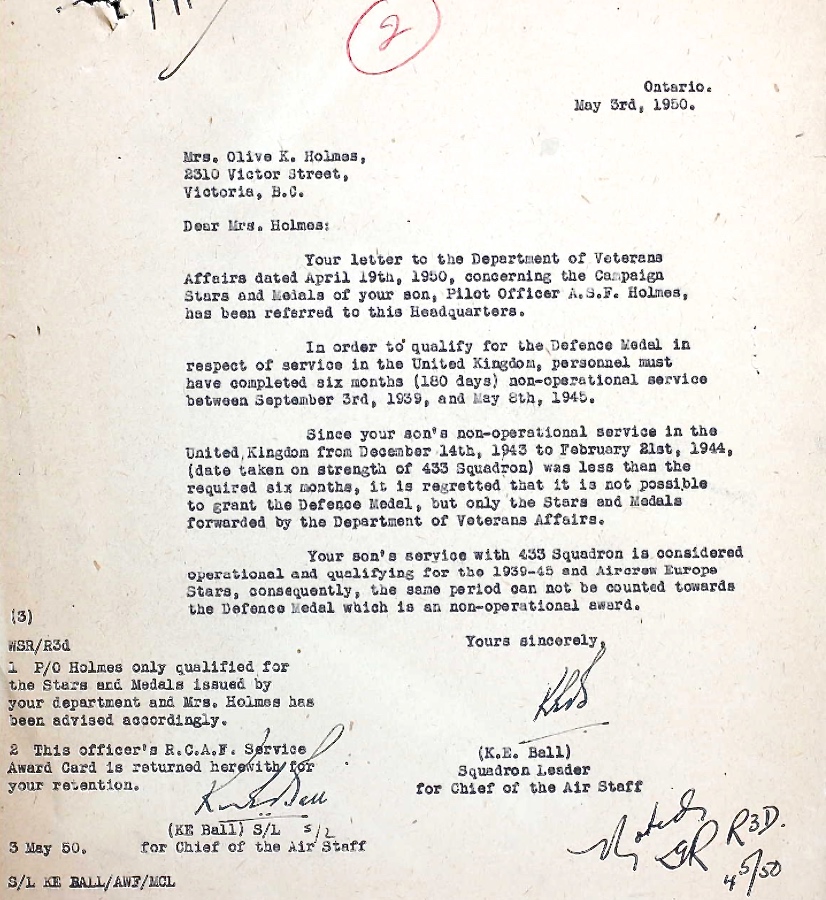 2
Ontario.
May 3rd, 1950.
Mrs. Olive K. Holmes,
2310 Victor Street,
Victoria, B.C.
Dear Mrs. Holmes:
Your letter to the Department of Veterans
Affairs dated April 19th, 1950, concerning the Campaign
Stars and Medals of your son, Pilot Officer A.S.F. Holmes,
has been referred to this Headquarters.
In order to qualify for the Defence Medal in
respect of service in the United Kingdom, personnel must
have completed six months (180 days) non-operational service
between September 3rd, 1939, and May 8th, 1945.
Since your son's non-operational service in the
United Kingdom from December 14th, 1943 to February 21st, 1944,
(date taken on strength of 433 Squadron) was less than the
required six months, it is regretted that it is not possible
to grant the Defence Medal, but only the Stars and Medals
forwarded by the Department of Veterans Affairs.
Your son's service with 433 Squadron is considered
operational and qualifying for the 1939-45 and Aircrew Europe
Stars, consequently, the same period can not be counted towards
the Defence Medal which is an non-operational award.
Yours sincerely,
KEB
(K.E. Ball)
Squadron Leader
for Chief of the Air Staff
(3)
WSR/R3d
1 P/O Holmes only qualified for
the Stars and Medals issued by
your department and Mrs. Holmes has
been advised accordingly.
2 This officer's R.C.A.F. Service
Award Card is returned herewith for
your retention.
(KE Ball) S/L S/L
3 May 50. for Chief of the Air Staff
S/L KE BALL/AWF/MCL
Noted
R3D.
4/5/50